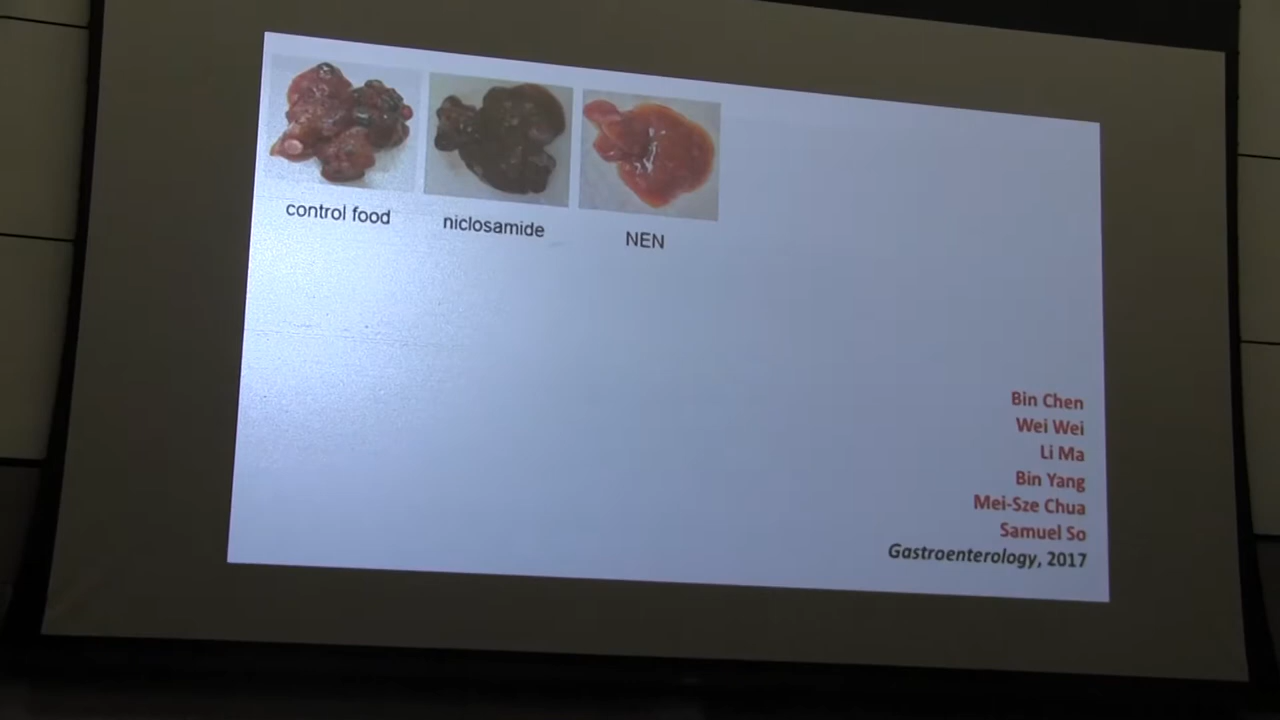 control food
niclosamide
NEN
Bin Chen
Wei Wei
Li Ma
Bin Yang
Mei-Sze Chua
Samuel So
Gastroenterology, 2017